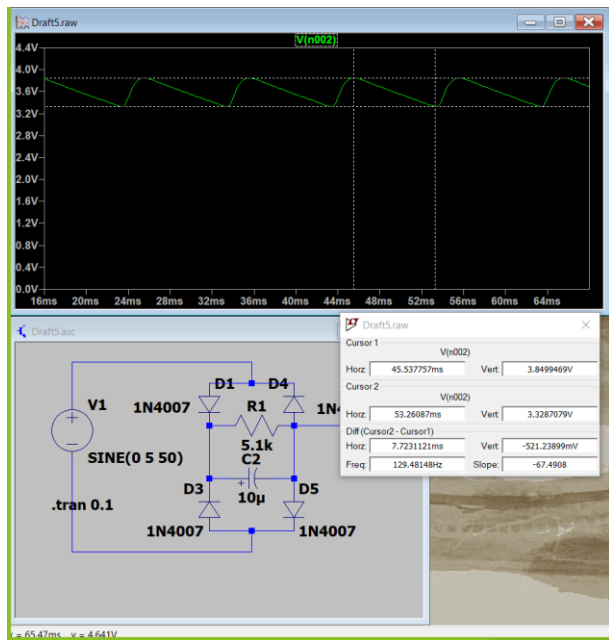 Draft5.raw
V(n002)
4.4V
4.0V
3.6V
3.2V
2.8V
2.4V
2.0V
1.6V
1.2V
0.8V
0.4V
0.0V
16ms 20ms 24ms 28ms 32ms 36ms 40ms 44ms 48ms 52ms 56ms 60ms 64ms
Draft5.asc
D1 D4
V1
1N4007
R1
5.1k
SINE(0 5 50)
C2
+
10µ
D3 D5
.tran 0.1
1N4007 1N4007
Draft5.raw
Cursor 1
V(n002)
Horz: 45.537757ms Vert: 3.8499469V
Cursor 2
V(n002)
Horz: 53.26087ms Vert: 3.3287079V
Diff (Cursor2 - Cursor1)
Horz: 7.7231121ms Vert: -521.23899mV
Freq: 129.48148Hz Slope: -67.4908
= 65.47ms y = 4.641V